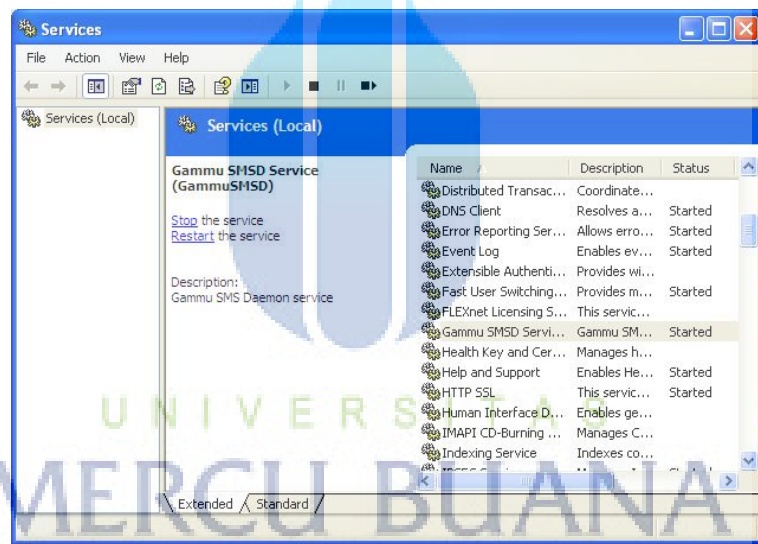 Services
File Action View Help
Services (Local)
Services (Local)
Gammu SMSD Service
(GammuSMSD)
Stop the service
Restart the service
Description:
Gammu SMS Daemon service
Name Description Status
Distributed Transac... Coordinate...
DNS Client Resolves a... Started
Error Reporting Ser... Allows erro... Started
Event Log Enables ev... Started
Extensible Authenti... Provides wi...
Fast User Switching... Provides m... Started
FLEXnet Licensing S... This servic...
Gammu SMSD Servi... Gammu SM... Started
Health Key and Cer... Manages h...
Help and Support Enables He... Started
HTTP SSL This servic... Started
Human Interface D... Enables ge...
IMAPI CD-Burning ... Manages C...
Indexing Service Indexes co...
Extended Standard
UNIVERSITAS
MERCU BUANA